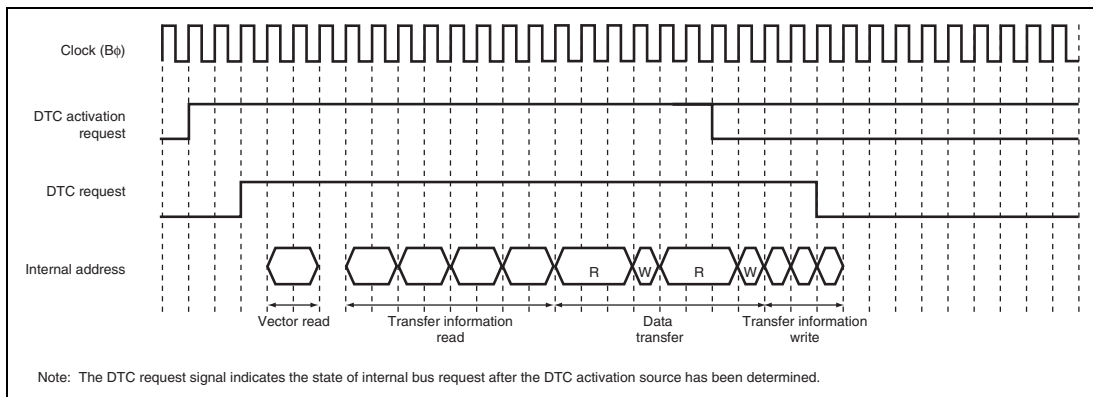 Clock (Bϕ)
DTC activation
request
DTC request
Internal address
R
W
R
W
Vector read
Transfer information
read
Data
transfer
Transfer information
write
Note: The DTC request signal indicates the state of internal bus request after the DTC activation source has been determined.